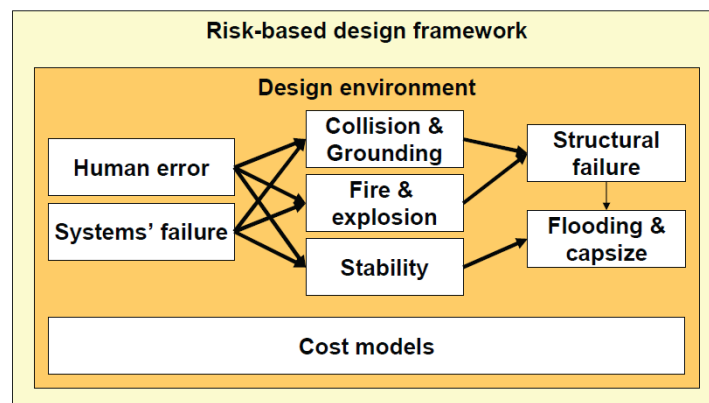 Risk-based design framework
Design environment
Human error
Systems' failure
Collision &
Grounding
Fire &
explosion
Stability
Structural
failure
Flooding &
capsize
Cost models